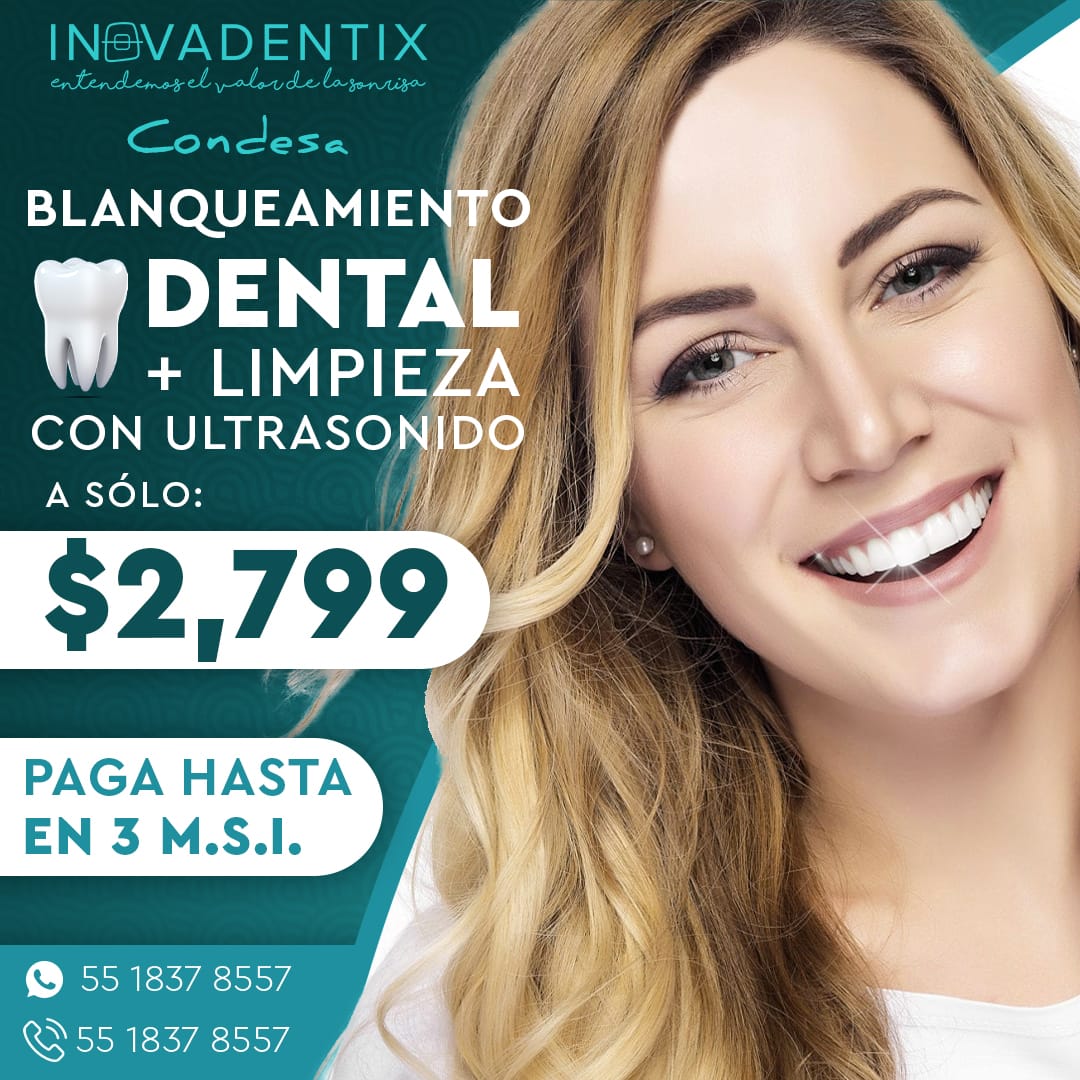 INOVADENTIX
entendemos el valor de la sonrisa
Condesa
BLANQUEAMIENTO
DENTAL
+ LIMPIEZA
CON ULTRASONIDO
A SÓLO:
$2,799
PAGA HASTA
EN 3 M.S.I.
55 1837 8557
55 1837 8557